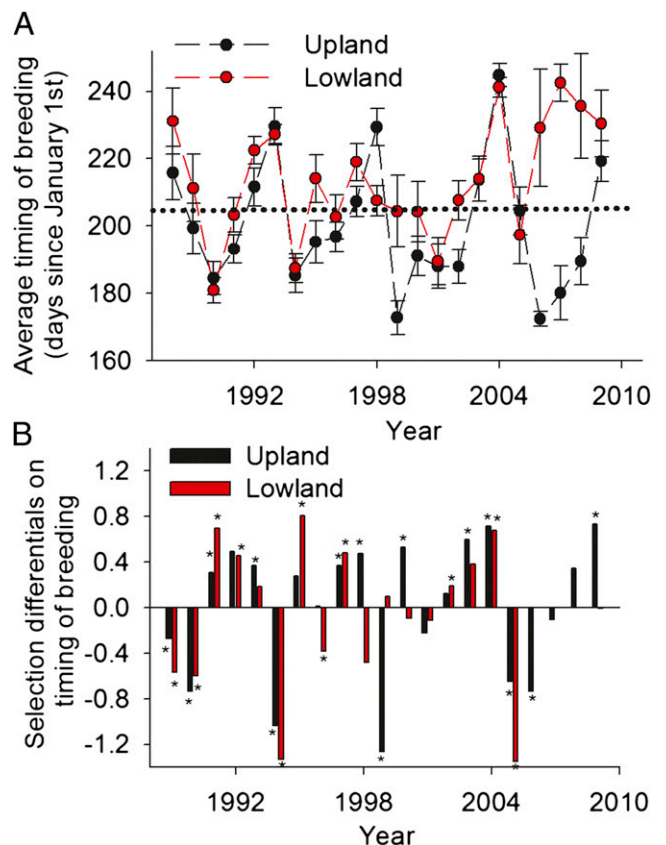 A
Upland
Lowland
Average timing of breeding
(days since January 1st)
240
220
200
180
160
1992
1998
2004
2010
Year
B
Upland
Lowland
Selection differentials on
timing of breeding
1.2
0.8
0.4
0.0
-0.4
-0.8
-1.2
* * * * * * * * * * * * * * * * * * * * * * * *
1992
1998
2004
2010
Year